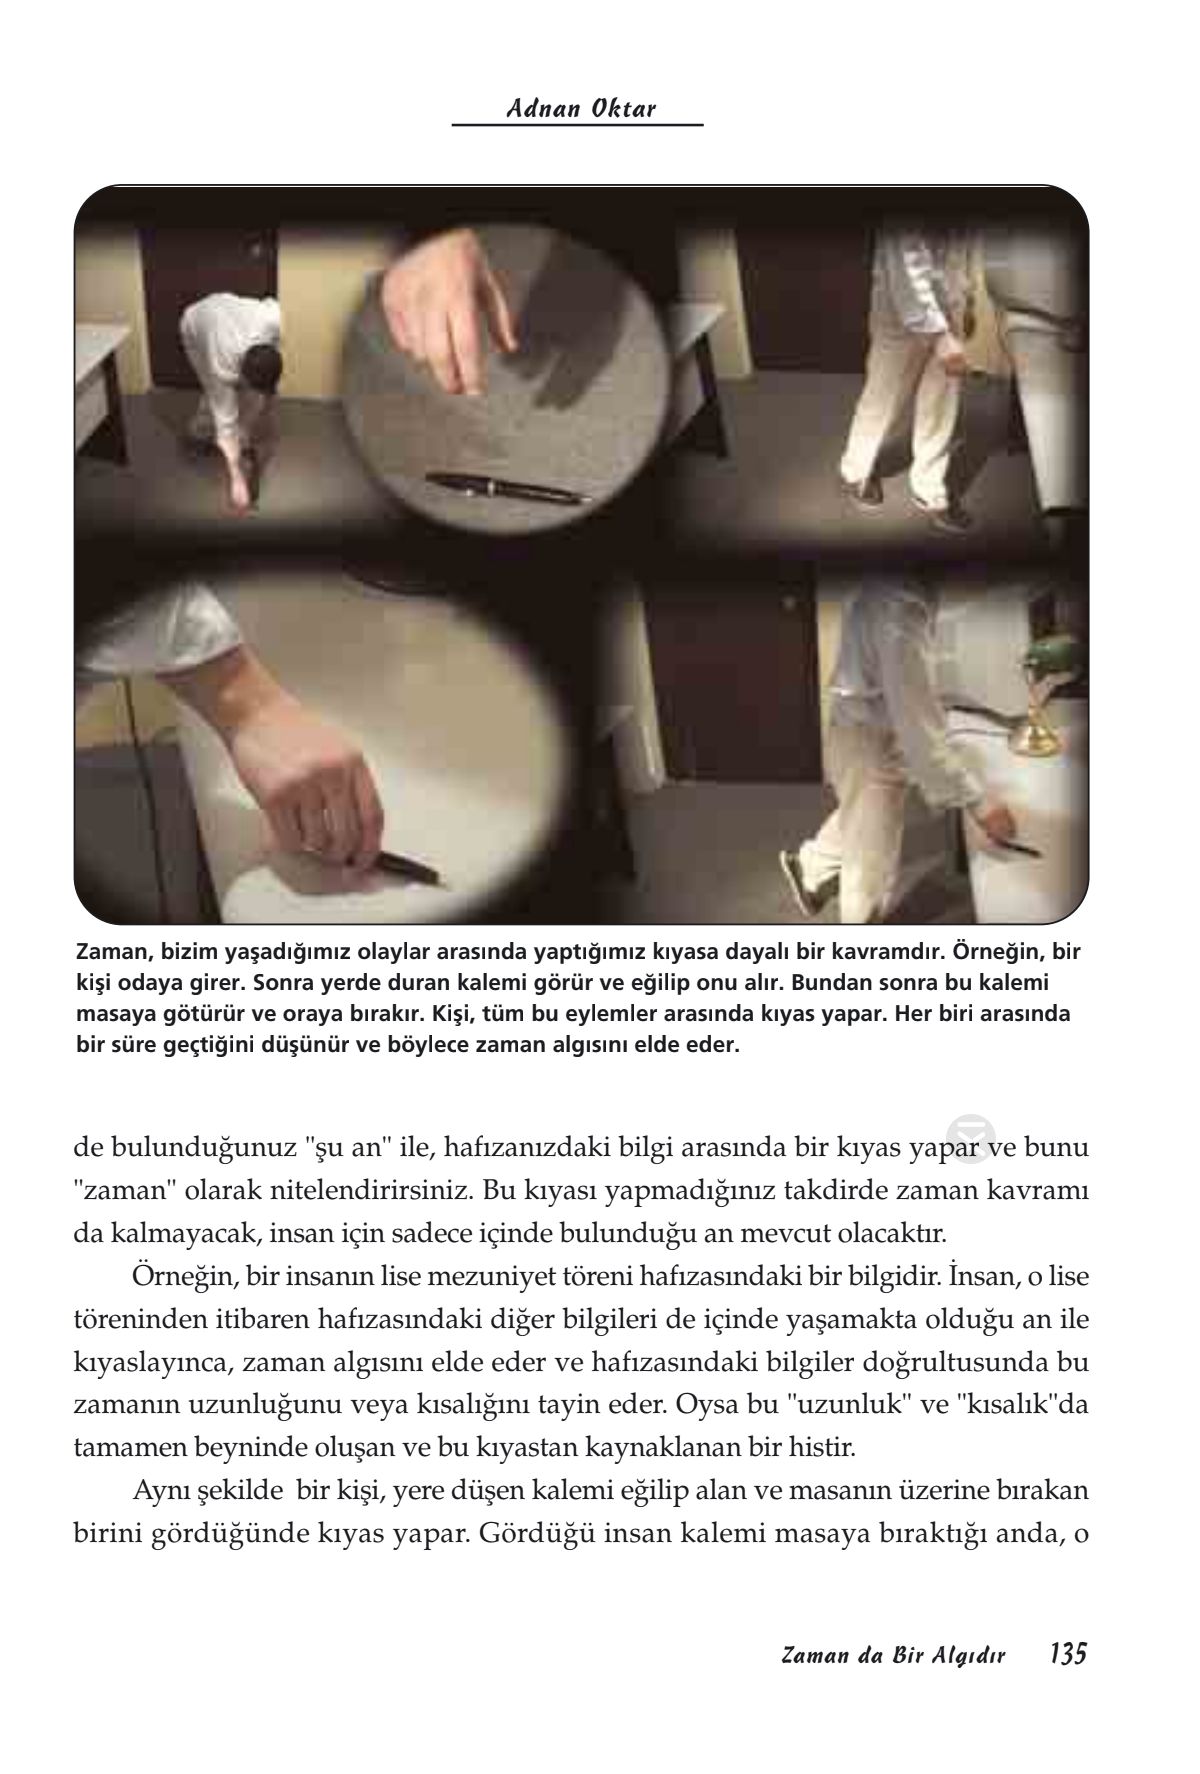 Adnan Oktar
Zaman, bizim yaşadığımız olaylar arasında yaptığımız kıyasa dayalı bir kavramdır. Örneğin, bir
kişi odaya girer. Sonra yerde duran kalemi görür ve eğilip onu alır. Bundan sonra bu kalemi
masaya götürür ve oraya bırakır. Kişi, tüm bu eylemler arasında kıyas yapar. Her biri arasında
bir süre geçtiğini düşünür ve böylece zaman algısını elde eder.
de bulunduğunuz "şu an" ile, hafızanızdaki bilgi arasında bir kıyas yapar ve bunu
"zaman" olarak nitelendirirsiniz. Bu kıyası yapmadığınız takdirde zaman kavramı
da kalmayacak, insan için sadece içinde bulunduğu an mevcut olacaktır.
Örneğin, bir insanın lise mezuniyet töreni hafızasındaki bir bilgidir. İnsan, o lise
töreninden itibaren hafızasındaki diğer bilgileri de içinde yaşamakta olduğu an ile
kıyaslayınca, zaman algısını elde eder ve hafızasındaki bilgiler doğrultusunda bu
zamanın uzunluğunu veya kısalığını tayin eder. Oysa bu "uzunluk" ve "kısalık"da
tamamen beyninde oluşan ve bu kıyastan kaynaklanan bir histir.
Aynı şekilde  bir kişi, yere düşen kalemi eğilip alan ve masanın üzerine bırakan
birini gördüğünde kıyas yapar. Gördüğü insan kalemi masaya bıraktığı anda, o
Zaman da Bir Algıdır 135